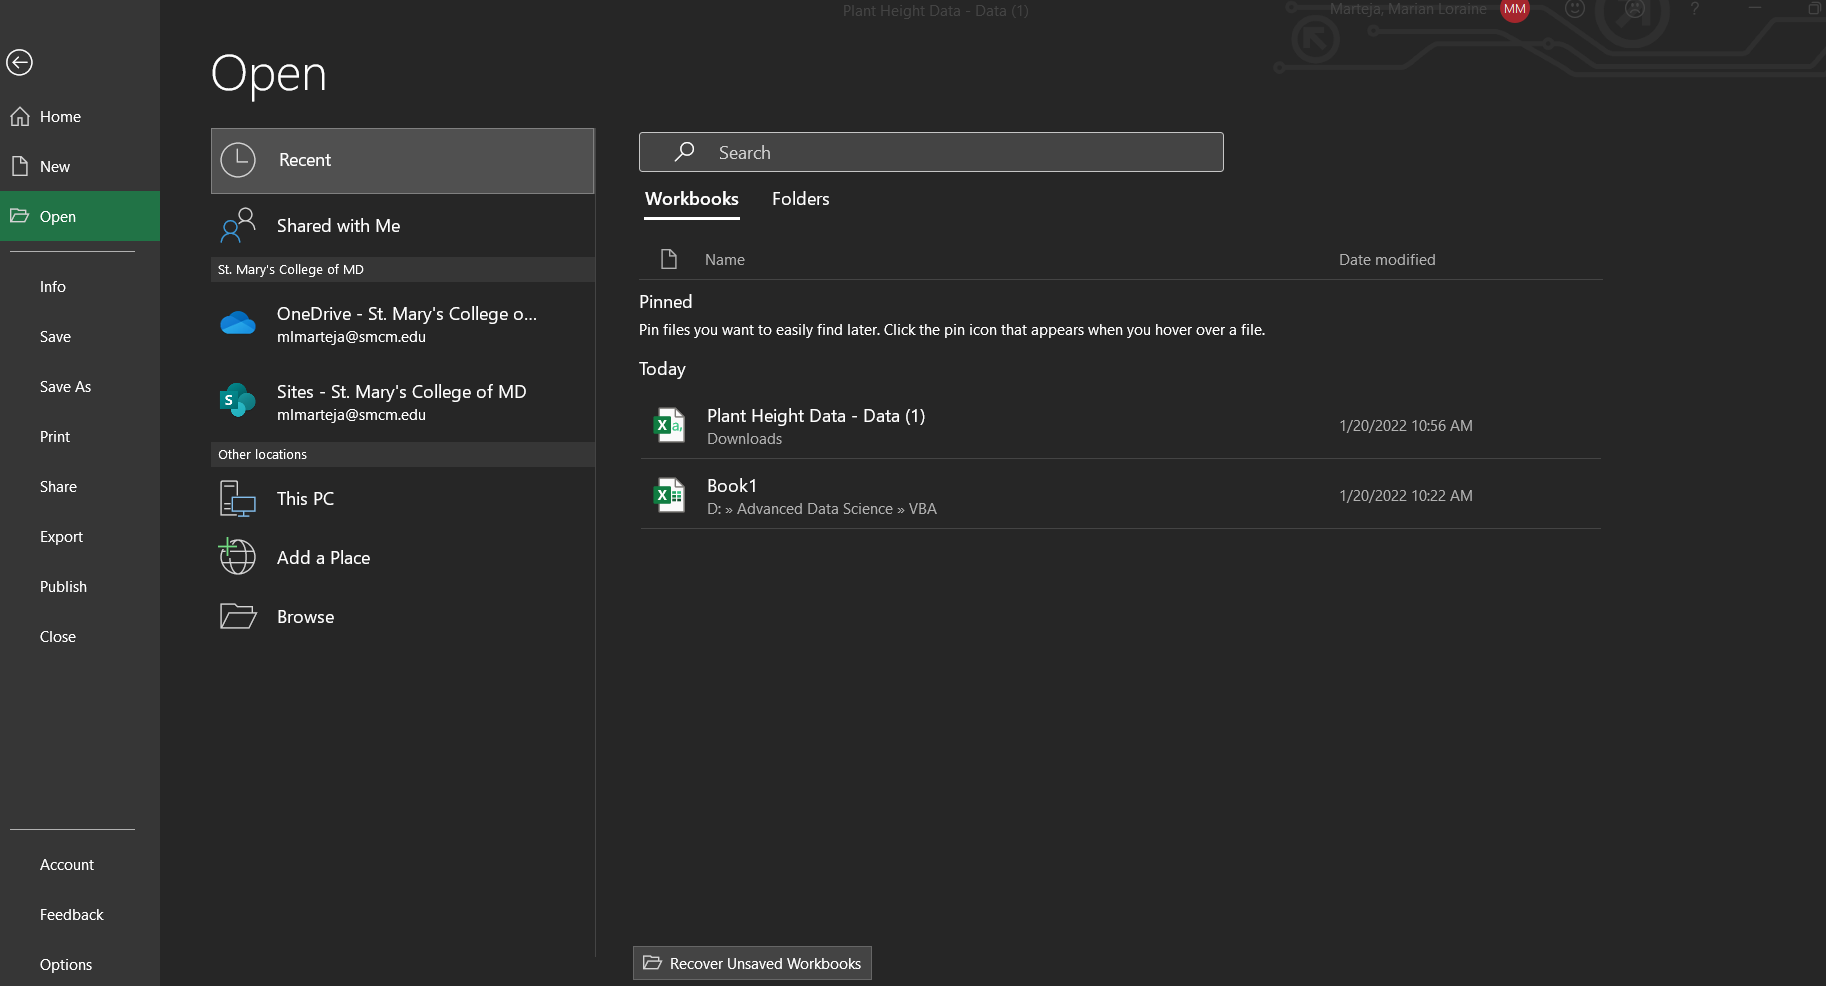 Plant Height Data - Data (1)
Marteja, Marian Loraine
MM
?
Open
Home
New
Open
Info
Save
Save As
Print
Share
Export
Publish
Close
Account
Feedback
Options
Recent
Shared with Me
St. Mary's College of MD
OneDrive - St. Mary's College o...
mlmarteja@smcm.edu
S
Sites - St. Mary's College of MD
mlmarteja@smcm.edu
Other locations
This PC
Add a Place
Browse
Search
Workbooks Folders
Name Date modified
Pinned
Pin files you want to easily find later. Click the pin icon that appears when you hover over a file.
Today
X a,
Plant Height Data - Data (1)
Downloads
1/20/2022 10:56 AM
X
Book1
D: » Advanced Data Science » VBA
1/20/2022 10:22 AM
Recover Unsaved Workbooks